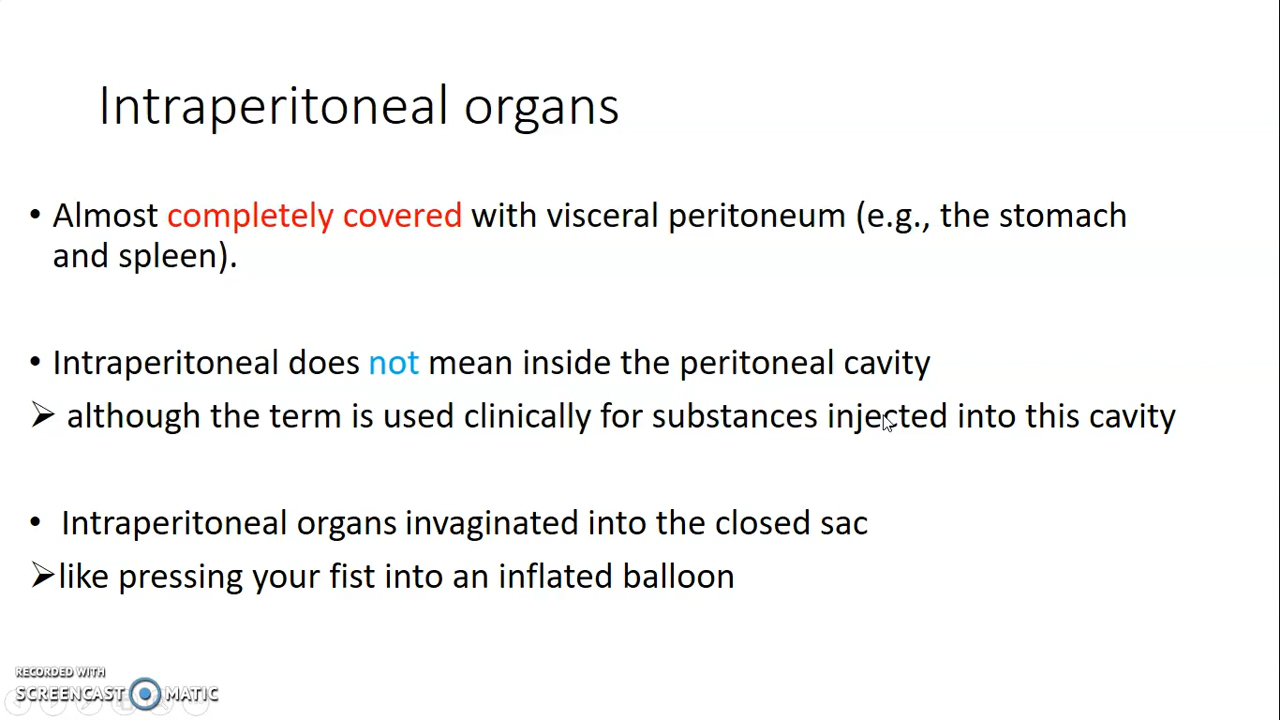 Intraperitoneal organs
• Almost completely covered with visceral peritoneum (e.g., the stomach
and spleen).
• Intraperitoneal does not mean inside the peritoneal cavity
➢ although the term is used clinically for substances injected into this cavity
• Intraperitoneal organs invaginated into the closed sac
➢like pressing your fist into an inflated balloon
RECORDED WITH
SCREENCAST MATIC